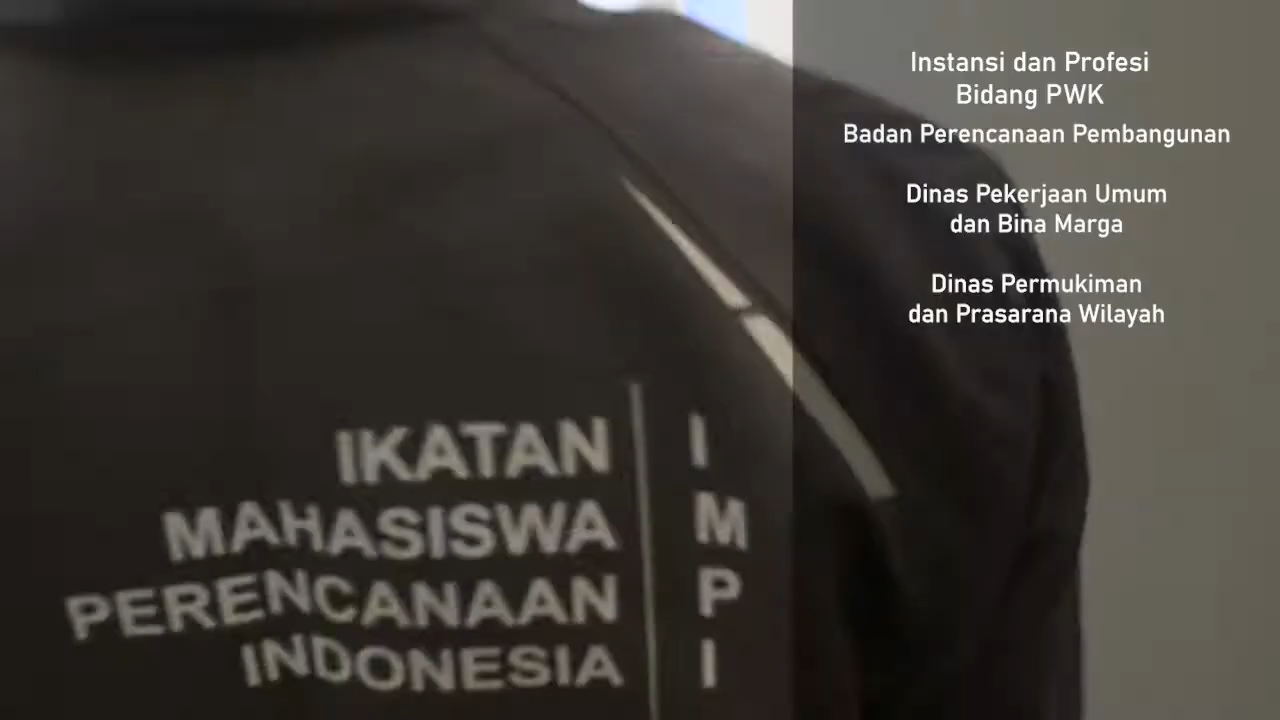 Instansi dan Profesi
Bidang PWK
Badan Perencanaan Pembangunan
Dinas Pekerjaan Umum
dan Bina Marga
Dinas Permukiman
dan Prasarana Wilayah
IKATAN I
MAHASISWA M
PERENCANAAN P
INDONESIA I